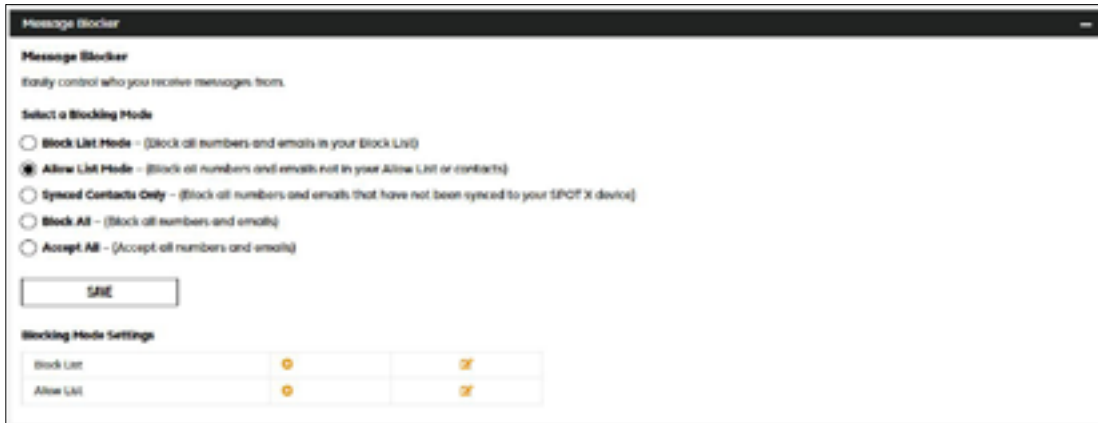 Message Blocker
Message Blocker
Easily control who you receive messages from.
Select a Blocking Mode
Block List Mode – (Block all numbers and emails in your Block List)
Allow List Mode – (Block all numbers and emails not in your Allow List or contacts)
Synced Contacts Only – (Block all numbers and emails that have not been synced to your SPOT X device)
Block All – (Block all numbers and emails)
Accept All – (Accept all numbers and emails)
SAVE
Blocking Mode Settings
Block List
Allow List